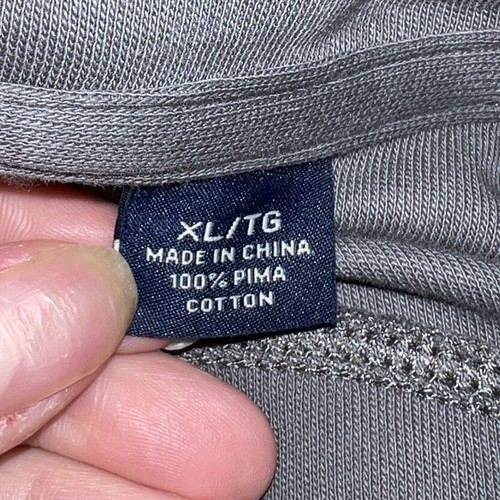 XL/TG
MADE IN CHINA
100% PIMA
COTTON